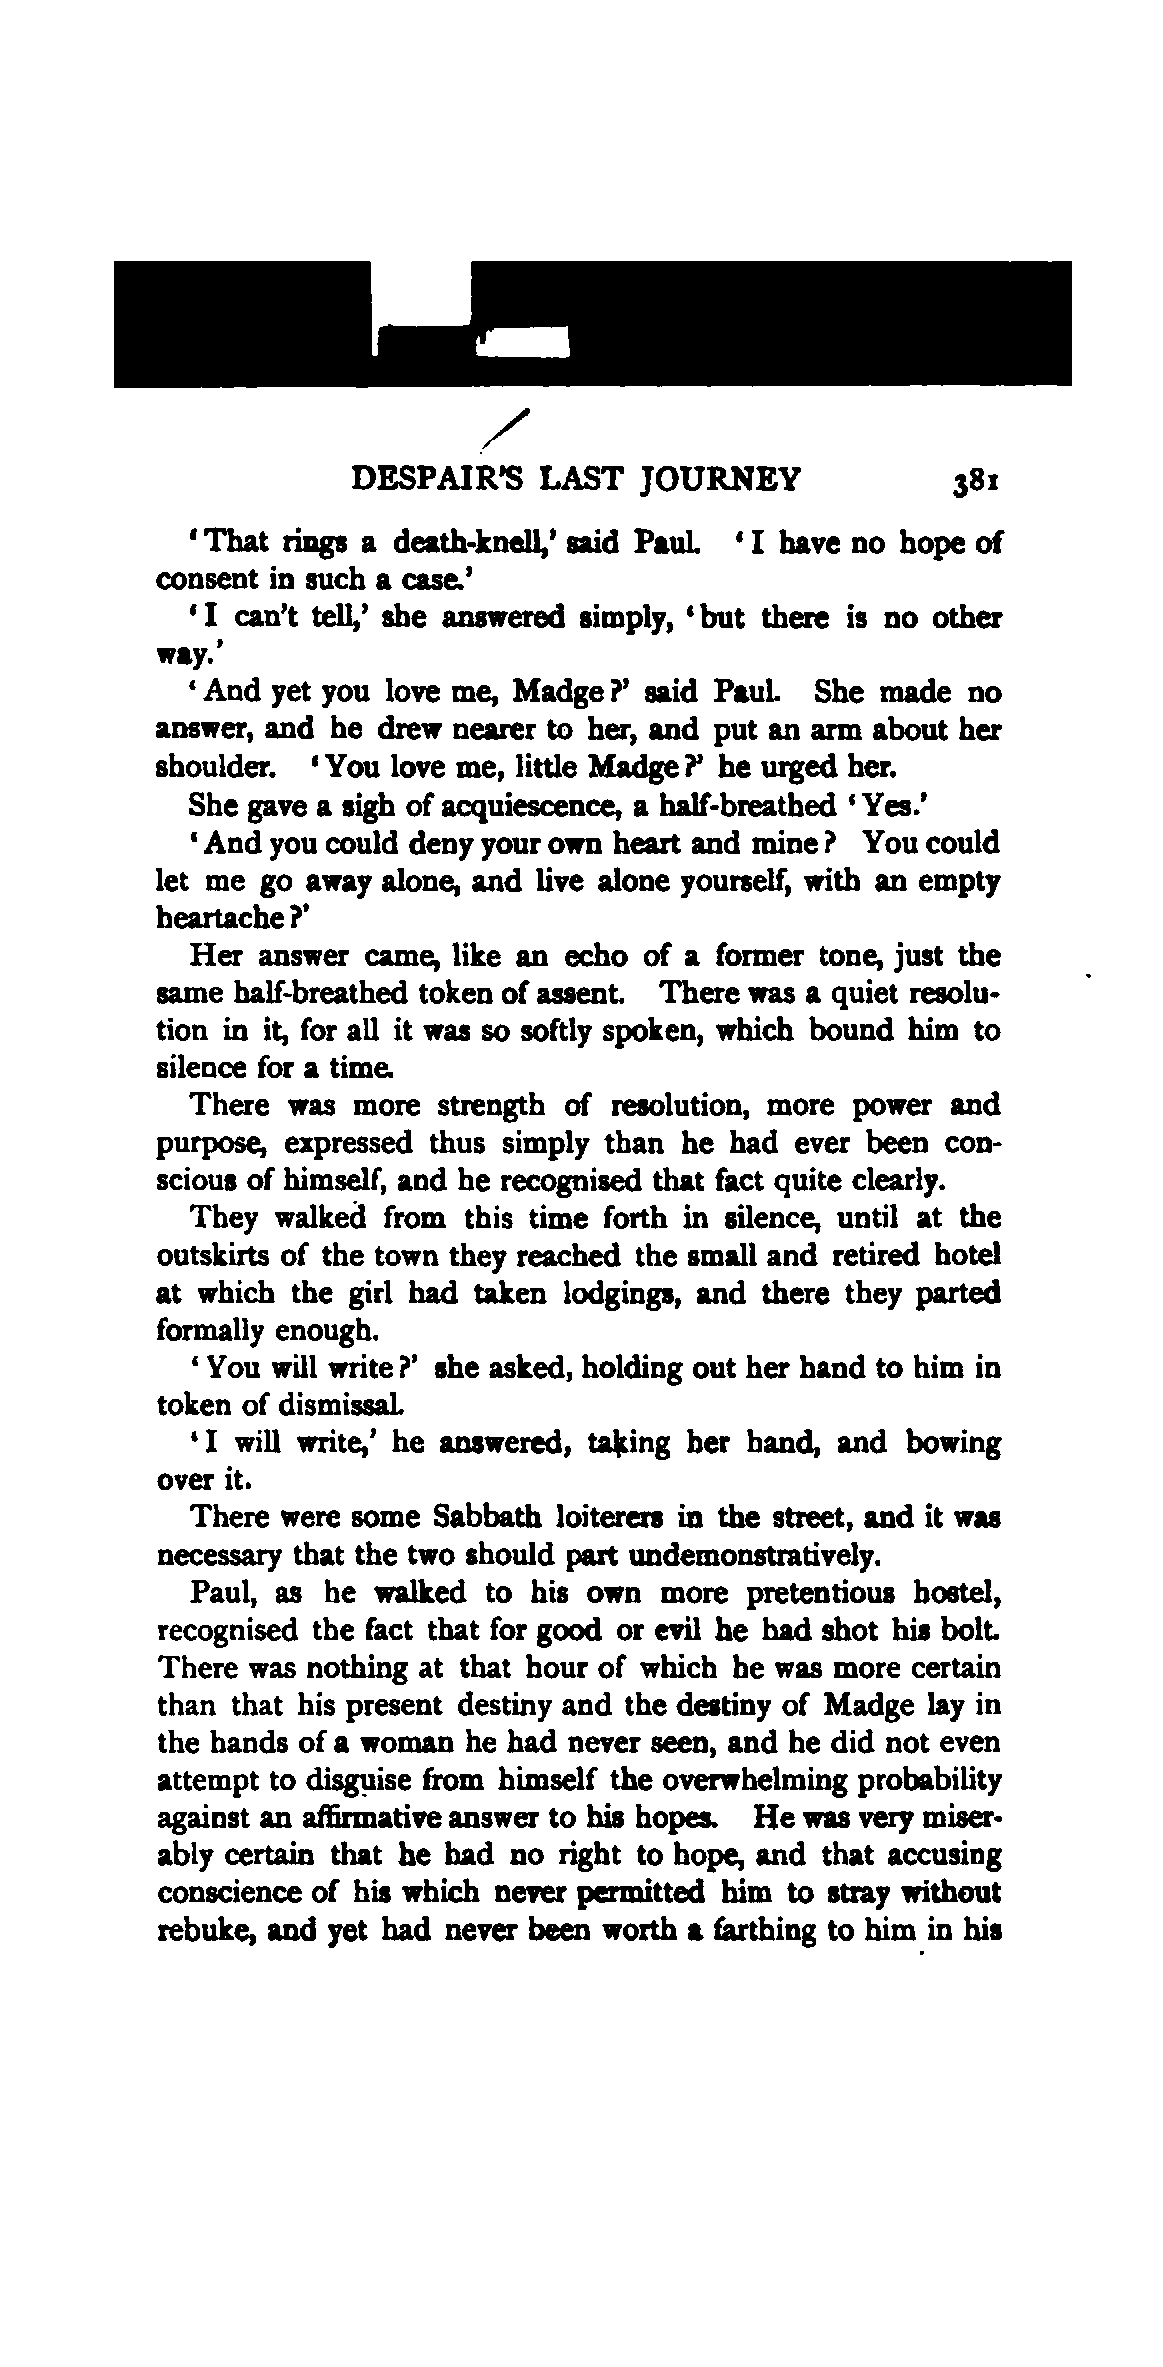 DESPAIR'S LAST JOURNEY 381
'That rings a death-knell,' said Paul. 'I have no hope of
consent in such a case.'
'I can't tell,' she answered simply, 'but there is no other
way.'
'And yet you love me, Madge?' said Paul. She made no
answer, and he drew nearer to her, and put an arm about her
shoulder. 'You love me, little Madge?' he urged her.
She gave a sigh of acquiescence, a half-breathed 'Yes.'
'And you could deny your own heart and mine? You could
let me go away alone, and live alone yourself, with an empty
heartache?'
Her answer came, like an echo of a former tone, just the
same half-breathed token of assent. There was a quiet resolu-
tion in it, for all it was so softly spoken, which bound him to
silence for a time.
There was more strength of resolution, more power and
purpose, expressed thus simply than he had ever been con-
scious of himself, and he recognised that fact quite clearly.
They walked from this time forth in silence, until at the
outskirts of the town they reached the small and retired hotel
at which the girl had taken lodgings, and there they parted
formally enough.
'You will write?' she asked, holding out her hand to him in
token of dismissal.
'I will write,' he answered, taking her hand, and bowing
over it.
There were some Sabbath loiterers in the street, and it was
necessary that the two should part undemonstratively.
Paul, as he walked to his own more pretentious hostel,
recognised the fact that for good or evil he had shot his bolt.
There was nothing at that hour of which he was more certain
than that his present destiny and the destiny of Madge lay in
the hands of a woman he had never seen, and he did not even
attempt to disguise from himself the overwhelming probability
against an affirmative answer to his hopes. He was very miser-
ably certain that he had no right to hope, and that accusing
conscience of his which never permitted him to stray without
rebuke, and yet had never been worth a farthing to him in his